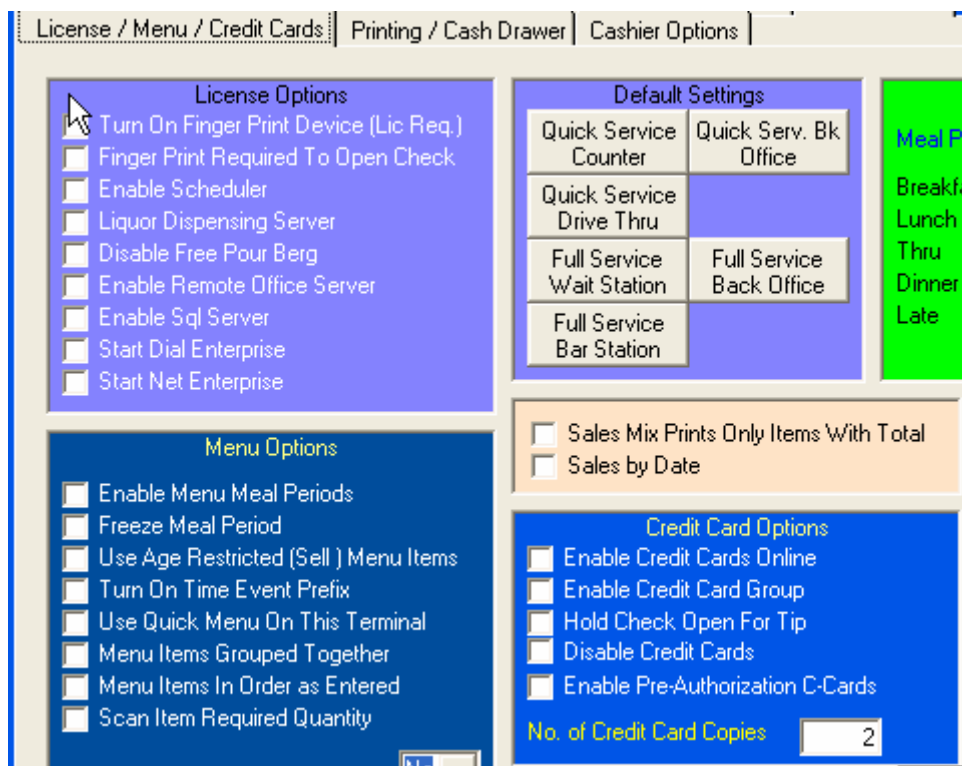 License / Menu / Credit Cards
Printing / Cash Drawer
Cashier Options
License Options
Turn On Finger Print Device (Lic Req.)
Finger Print Required To Open Check
Enable Scheduler
Liquor Dispensing Server
Disable Free Pour Berg
Enable Remote Office Server
Enable Sql Server
Start Dial Enterprise
Start Net Enterprise
Default Settings
Quick Service
Counter
Quick Serv. Bk
Office
Quick Service
Drive Thru
Full Service
Wait Station
Full Service
Back Office
Full Service
Bar Station
Meal P
Breakfa
Lunch
Thru
Dinner
Late
Menu Options
Enable Menu Meal Periods
Freeze Meal Period
Use Age Restricted (Sell ) Menu Items
Turn On Time Event Prefix
Use Quick Menu On This Terminal
Menu Items Grouped Together
Menu Items In Order as Entered
Scan Item Required Quantity
Sales Mix Prints Only Items With Total
Sales by Date
Credit Card Options
Enable Credit Cards Online
Enable Credit Card Group
Hold Check Open For Tip
Disable Credit Cards
Enable Pre-Authorization C-Cards
No. of Credit Card Copies 2